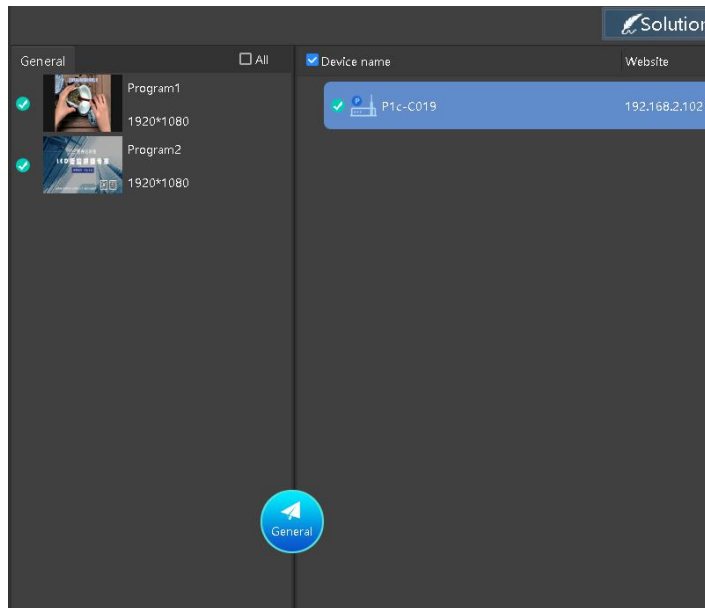 Solution
General
All
Device name
Website
Program1
1920*1080
P1c-C019
192.168.2.102
Program2
1920*1080
General